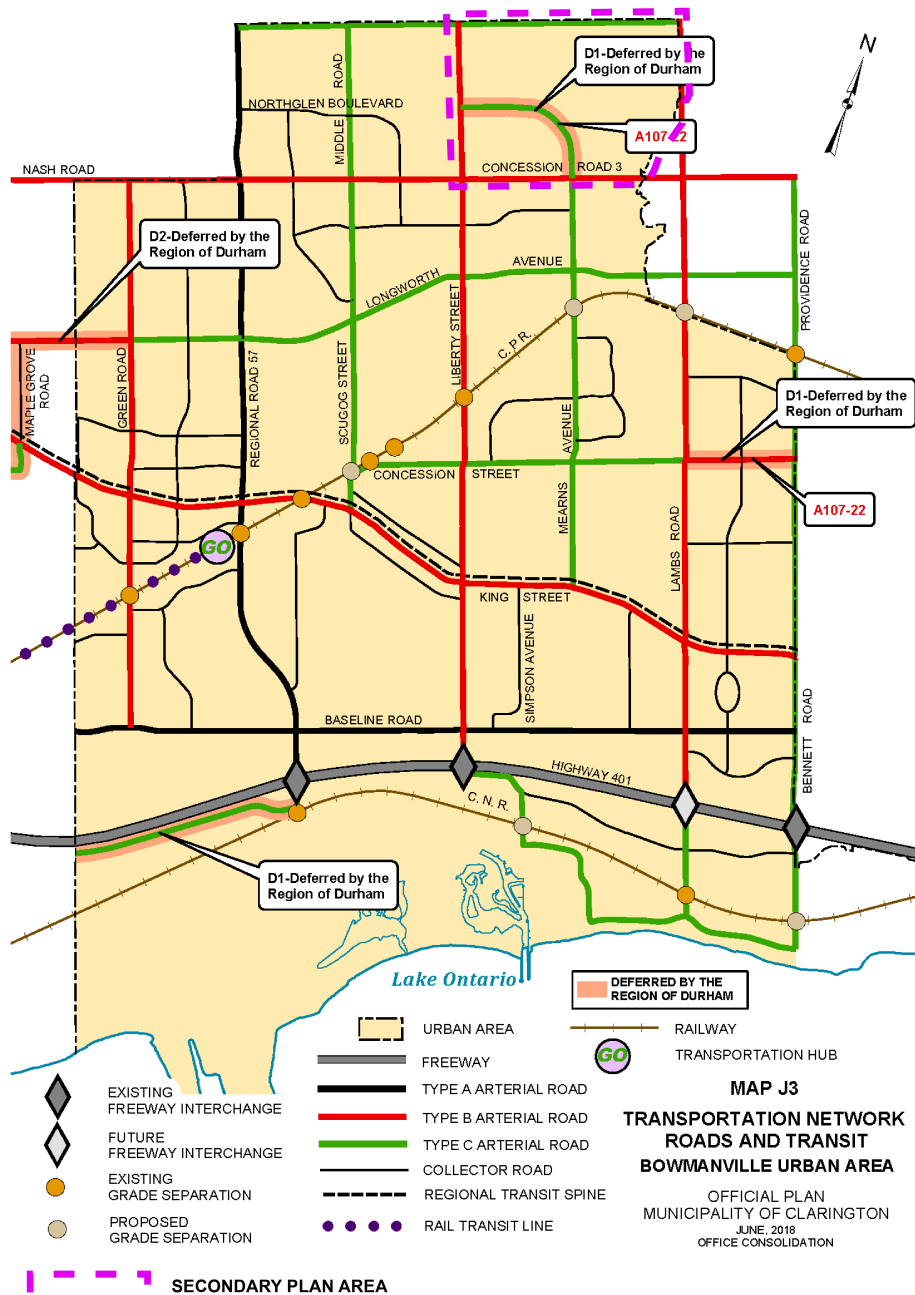 N
D1-Deferred by the
Region of Durham
A107-22
NORTHGLEN BOULEVARD
MIDDLE ROAD
NASH ROAD
CONCESSION ROAD 3
D2-Deferred by the
Region of Durham
LONGWORTH AVENUE
PROVIDENCE ROAD
MAPLE GROVE
ROAD
GREEN ROAD
REGIONAL ROAD 57
SCUGOG STREET
LIBERTY STREET
C.P.R.
D1-Deferred by the
Region of Durham
A107-22
CONCESSION STREET
MEARNS AVENUE
LAMBS ROAD
GO
KING STREET
SIMPSON AVENUE
BASELINE ROAD
BENNETT ROAD
HIGHWAY 401
C.N.R.
D1-Deferred by the
Region of Durham
Lake Ontario
DEFERRED BY THE
REGION OF DURHAM
URBAN AREA
RAILWAY
FREEWAY
GO
TRANSPORTATION HUB
TYPE A ARTERIAL ROAD
TYPE B ARTERIAL ROAD
TYPE C ARTERIAL ROAD
COLLECTOR ROAD
REGIONAL TRANSIT SPINE
RAIL TRANSIT LINE
EXISTING
FREEWAY INTERCHANGE
FUTURE
FREEWAY INTERCHANGE
EXISTING
GRADE SEPARATION
PROPOSED
GRADE SEPARATION
MAP J3
TRANSPORTATION NETWORK
ROADS AND TRANSIT
BOWMANVILLE URBAN AREA
OFFICIAL PLAN
MUNICIPALITY OF CLARINGTON
JUNE, 2018
OFFICE CONSOLIDATION
SECONDARY PLAN AREA